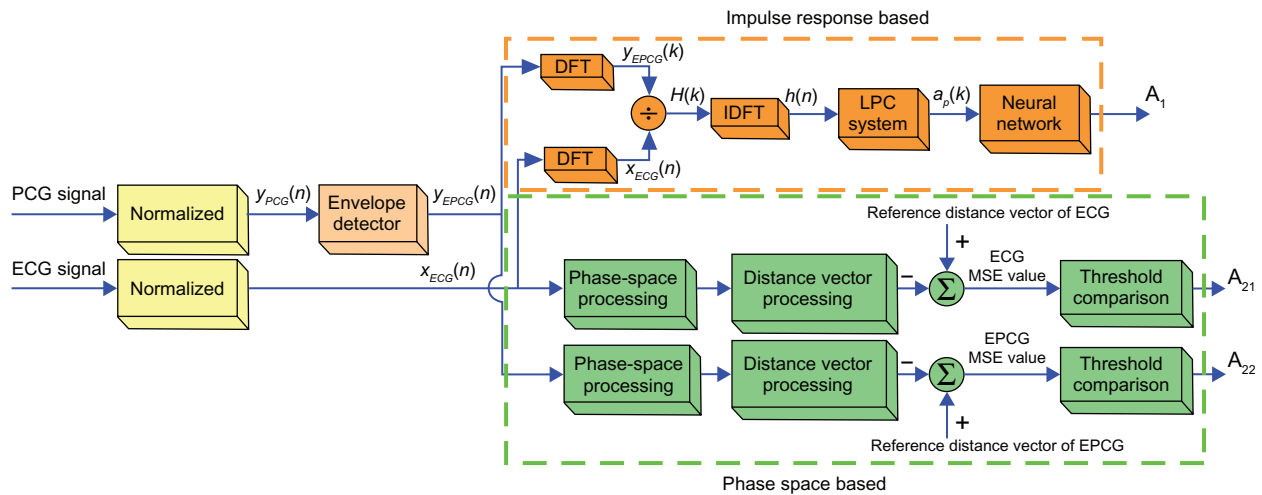 Impulse response based
DFT
y_EPCG(k)
÷
H(k)
IDFT
h(n)
LPC
system
a_p(k)
Neural
network
A_1
DFT
x_ECG(n)
PCG signal
Normalized
y_PCG(n)
Envelope
detector
y_EPCG(n)
ECG signal
Normalized
x_ECG(n)
Reference distance vector of ECG
+
Phase-space
processing
Distance vector
processing
−
Σ
ECG
MSE value
Threshold
comparison
A_21
Phase-space
processing
Distance vector
processing
−
Σ
EPCG
MSE value
Threshold
comparison
A_22
+
Reference distance vector of EPCG
Phase space based